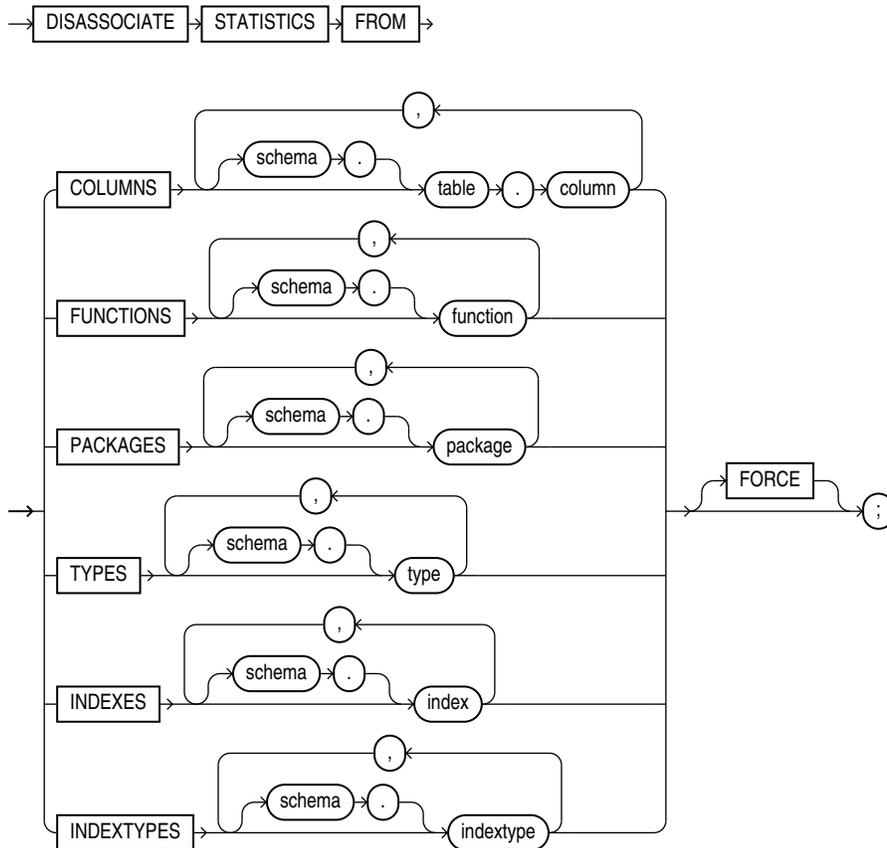 DISASSOCIATE STATISTICS FROM
,
schema .
COLUMNS table . column
,
schema .
FUNCTIONS function
,
schema .
PACKAGES package
FORCE
;
,
schema .
TYPES type
,
schema .
INDEXES index
,
schema .
INDEXTYPES indextype